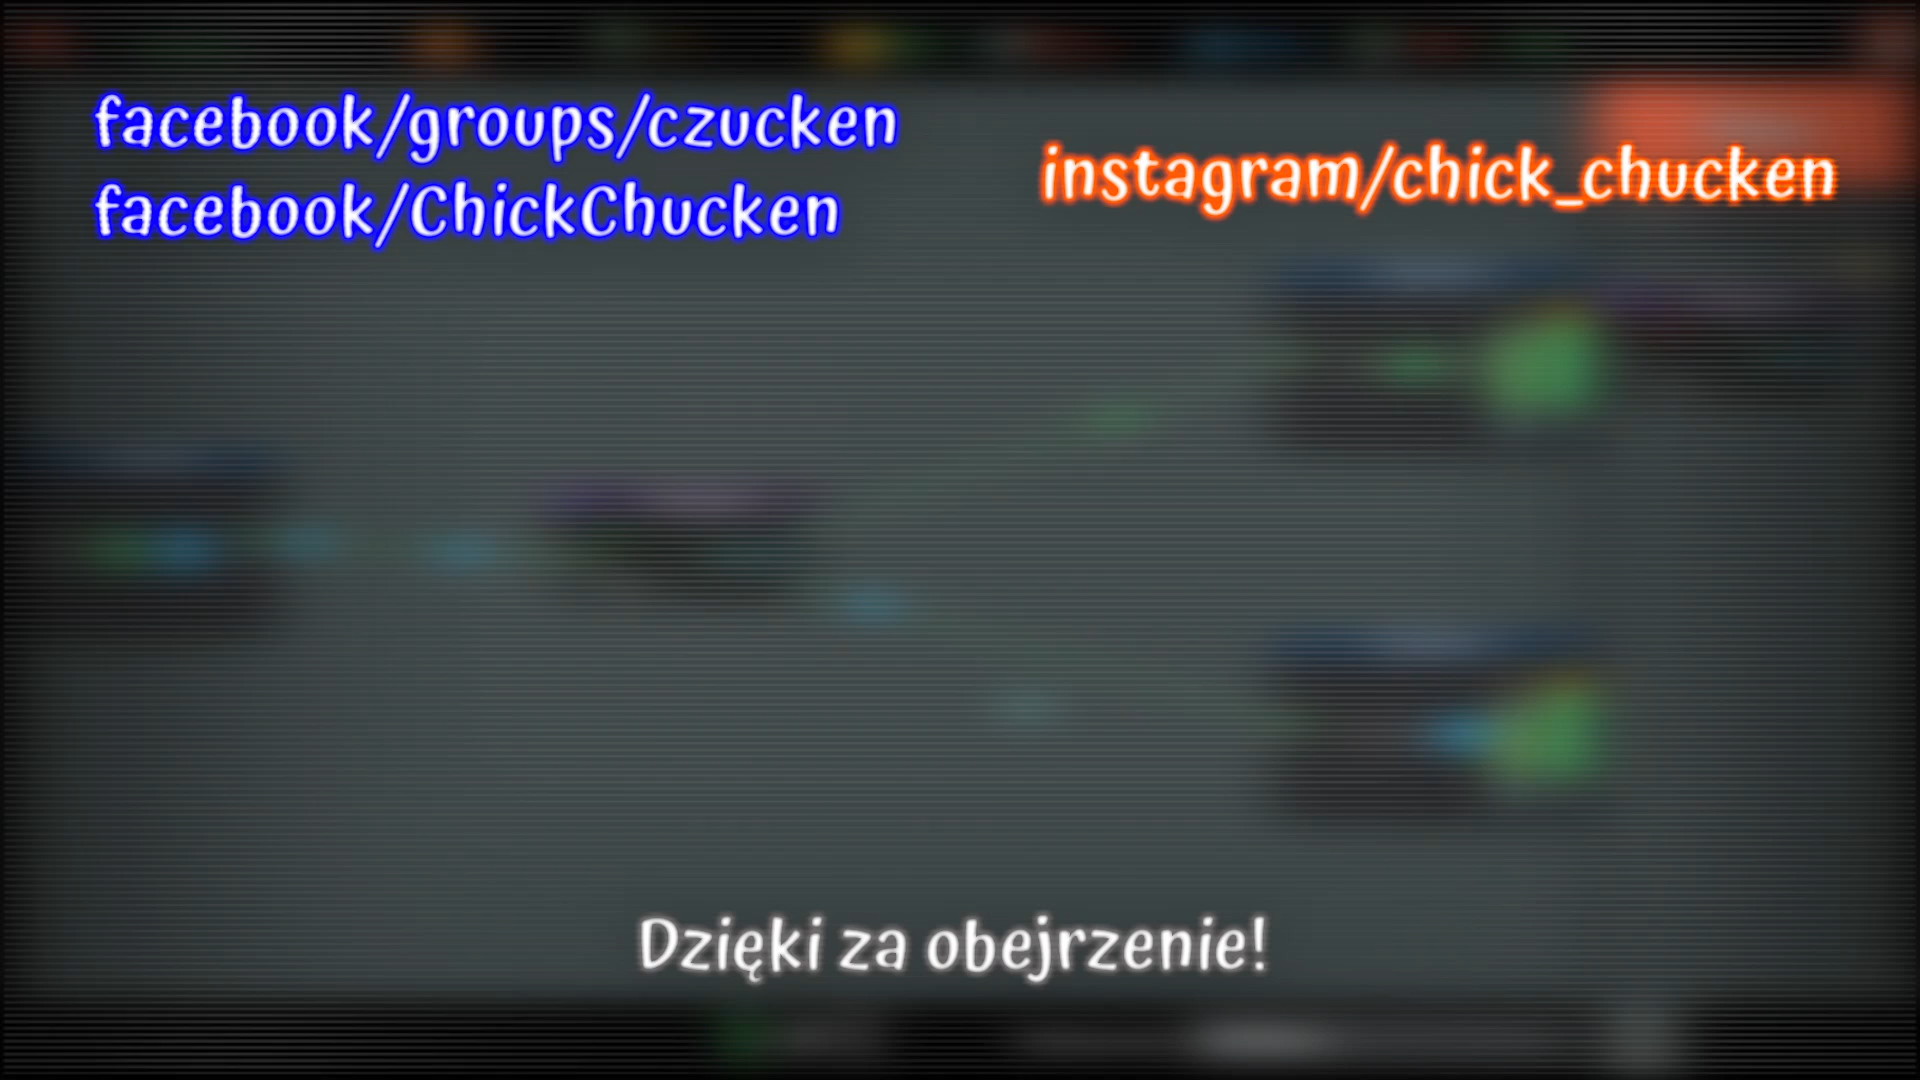 facebook/groups/czucken
facebook/ChickChucken
instagram/chick_chucken
Dzięki za obejrzenie!